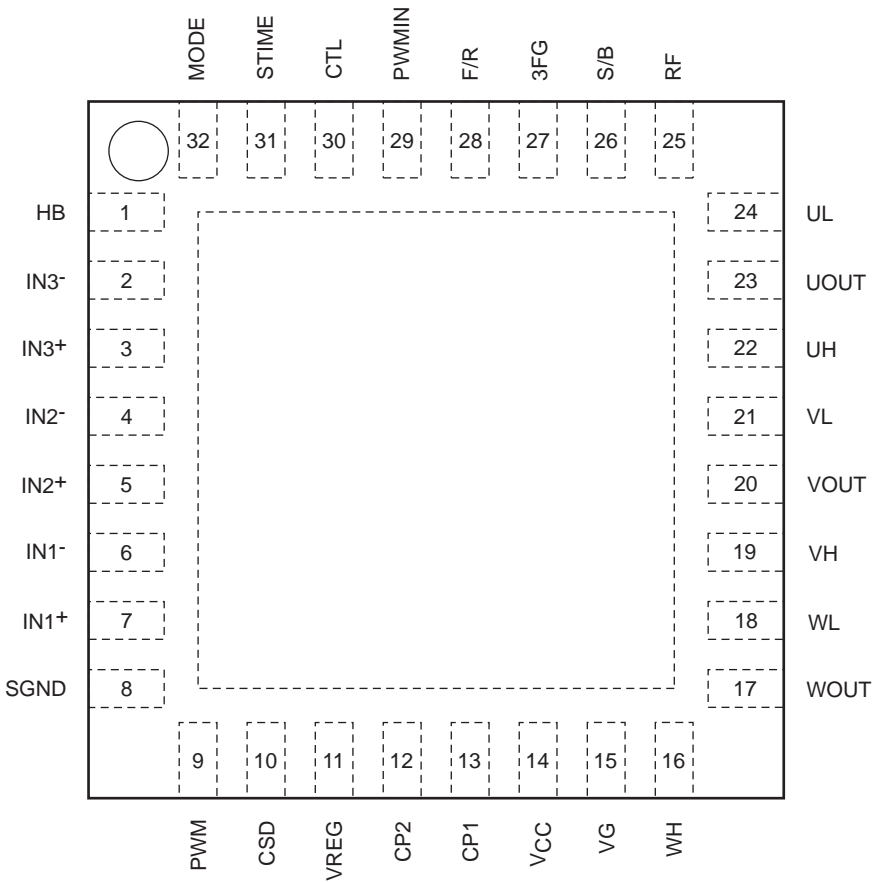 MODE STIME CTL PWMIN F/R 3FG S/B RF
32 31 30 29 28 27 26 25
HB 1 24 UL
IN3- 2 23 UOUT
IN3+ 3 22 UH
IN2- 4 21 VL
IN2+ 5 20 VOUT
IN1- 6 19 VH
IN1+ 7 18 WL
SGND 8 17 WOUT
9 10 11 12 13 14 15 16
PWM CSD VREG CP2 CP1 VCC VG WH